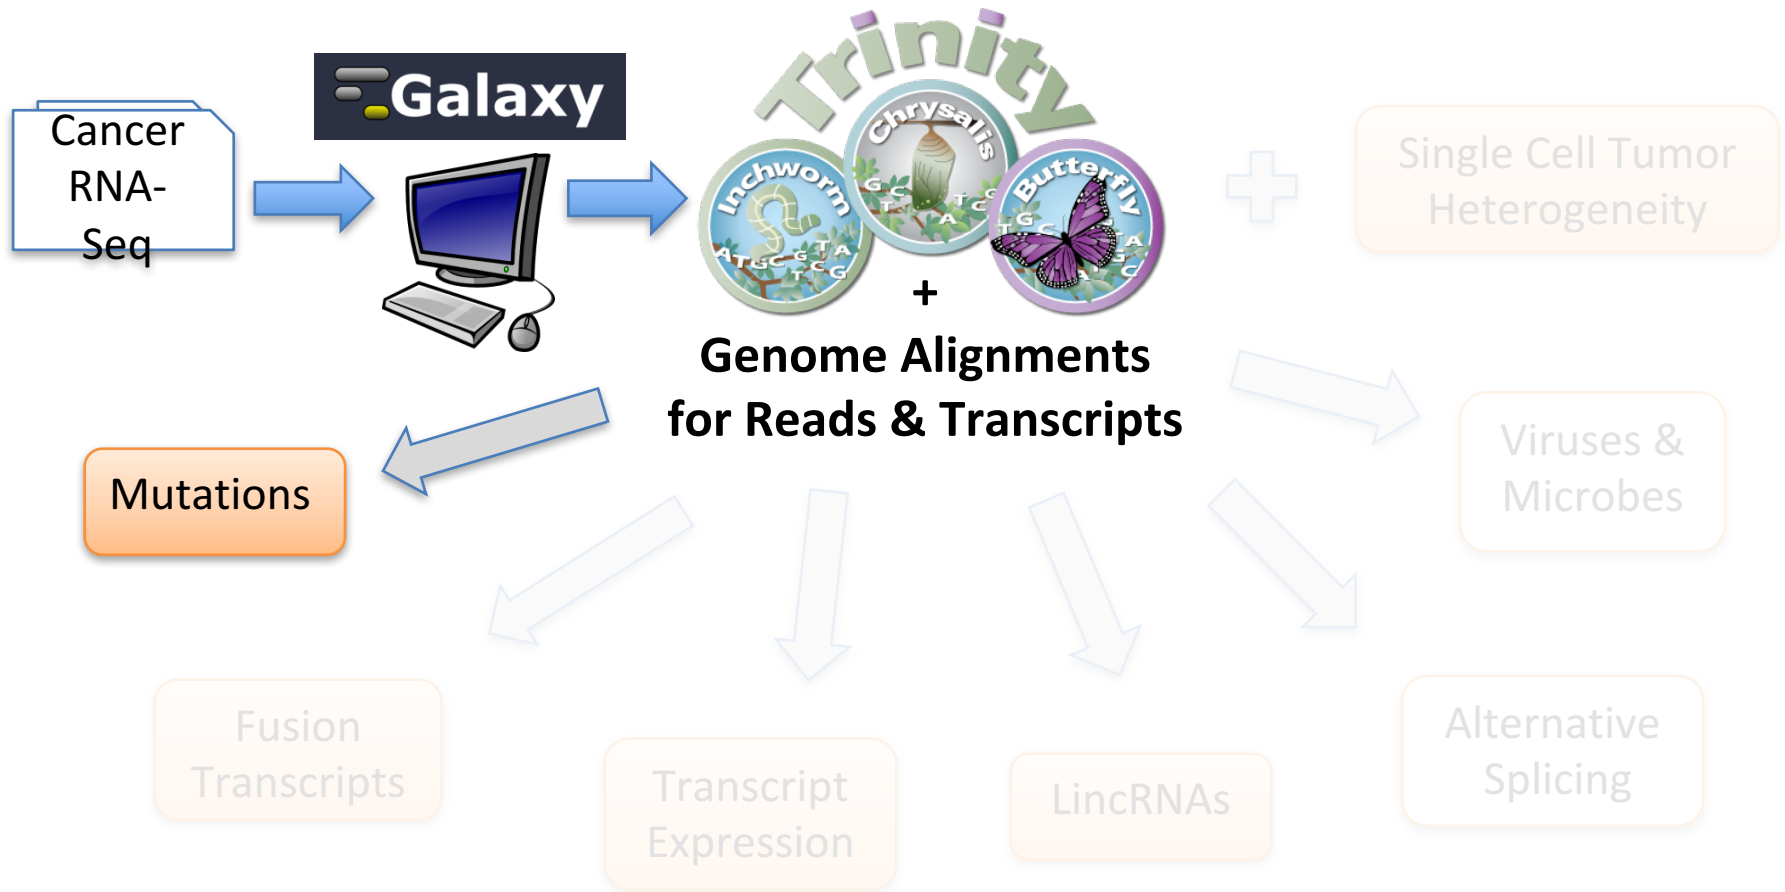 Cancer
RNA-
Seq
Galaxy
Trinity
Inchworm
Chrysalis
Butterfly
+
Genome Alignments
for Reads & Transcripts
Single Cell Tumor
Heterogeneity
Mutations
Viruses &
Microbes
Fusion
Transcripts
Transcript
Expression
LincRNAs
Alternative
Splicing